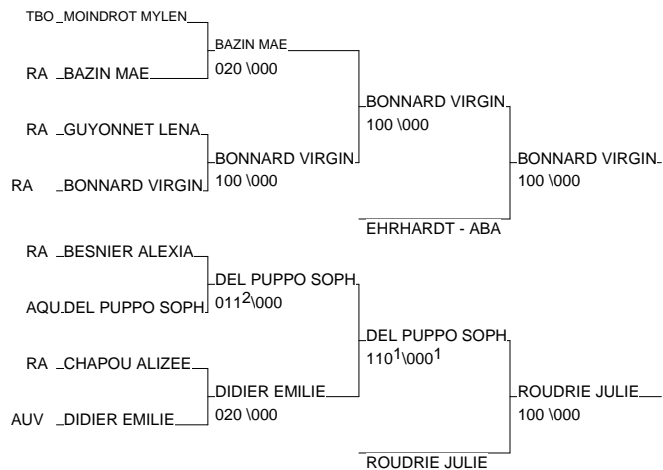 TBO MOINDROT MYLEN
BAZIN MAE
020 \000
RA BAZIN MAE
BONNARD VIRGIN
100 \000
RA GUYONNET LENA
BONNARD VIRGIN
100 \000
BONNARD VIRGIN
100 \000
RA BONNARD VIRGIN
EHRHARDT - ABA
RA BESNIER ALEXIA
DEL PUPPO SOPH
011²\000
AQU DEL PUPPO SOPH
DEL PUPPO SOPH
110¹\000¹
RA CHAPOU ALIZEE
DIDIER EMILIE
020 \000
ROUDRIE JULIE
100 \000
AUV DIDIER EMILIE
ROUDRIE JULIE